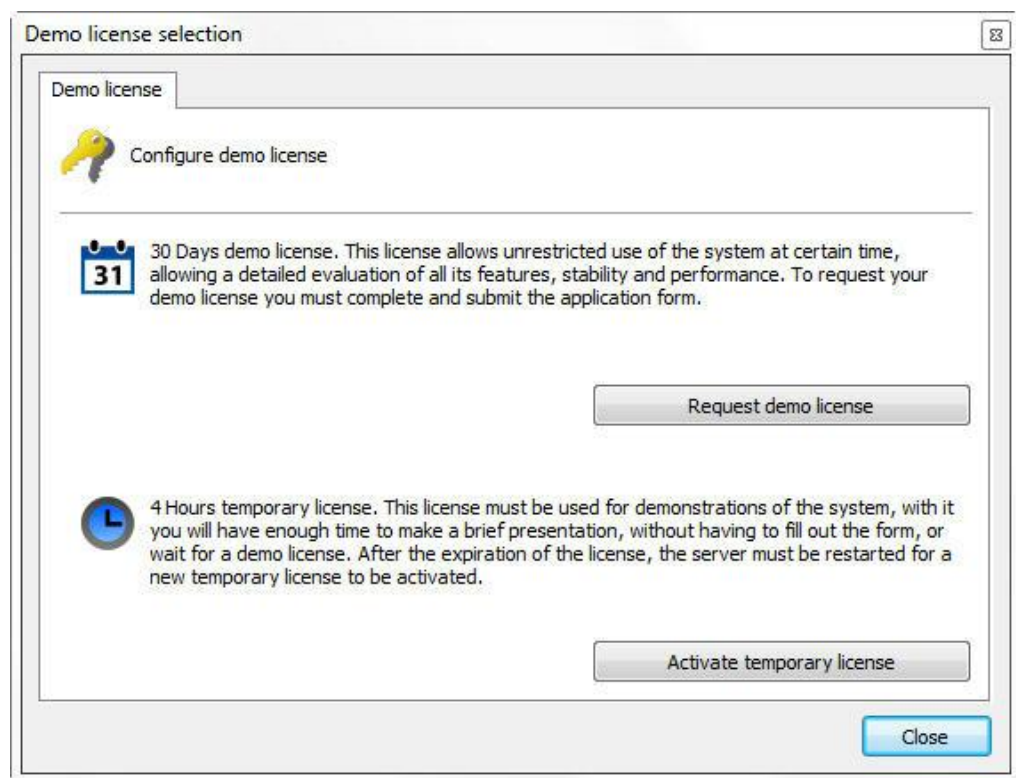 Demo license selection
Demo license
Configure demo license
31
30 Days demo license. This license allows unrestricted use of the system at certain time,
allowing a detailed evaluation of all its features, stability and performance. To request your
demo license you must complete and submit the application form.
Request demo license
4 Hours temporary license. This license must be used for demonstrations of the system, with it
you will have enough time to make a brief presentation, without having to fill out the form, or
wait for a demo license. After the expiration of the license, the server must be restarted for a
new temporary license to be activated.
Activate temporary license
Close